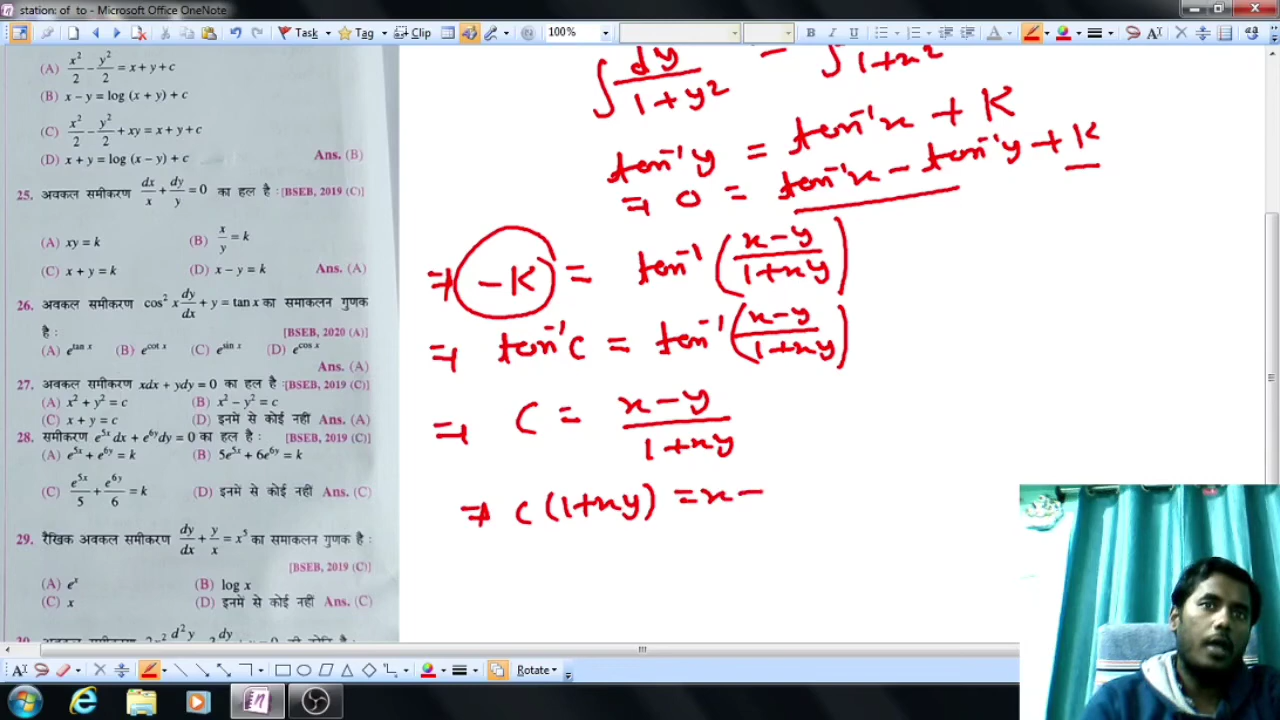 station: of to - Microsoft Office OneNote
Task Tag Clip 100% B I U A
(A) x²/2 - y²/2 = x + y + c
(B) x - y = log (x + y) + c
(C) x²/2 - y²/2 + xy = x + y + c
(D) x + y = log (x - y) + c Ans. (B)
25. अवकल समीकरण dx/x + dy/y = 0 का हल है : [BSEB, 2019 (C)]
(A) xy = k (B) x/y = k
(C) x + y = k (D) x - y = k Ans. (A)
26. अवकल समीकरण cos² x dy/dx + y = tan x का समाकलन गुणक
है : [BSEB, 2020 (A)]
(A) e^tan x (B) e^cot x (C) e^sin x (D) e^cos x
Ans. (A)
27. अवकल समीकरण xdx + ydy = 0 का हल है : [BSEB, 2019 (C)]
(A) x² + y² = c (B) x² - y² = c
(C) x + y = c (D) इनमें से कोई नहीं Ans. (A)
28. समीकरण e^5x dx + e^6y dy = 0 का हल है : [BSEB, 2019 (C)]
(A) e^5x + e^6y = k (B) 5e^5x + 6e^6y = k
(C) e^5x/5 + e^6y/6 = k (D) इनमें से कोई नहीं Ans. (C)
29. रैखिक अवकल समीकरण dy/dx + y/x = x⁵ का समाकलन गुणक है :
[BSEB, 2019 (C)]
(A) e^x (B) log x
(C) x (D) इनमें से कोई नहीं Ans. (C)
∫ dy/1+y² = ∫ 1+x²
tan⁻¹y = tan⁻¹x + K
⇒ 0 = tan⁻¹x - tan⁻¹y + K
⇒ -K = tan⁻¹(x-y/1+xy)
⇒ tan⁻¹c = tan⁻¹(x-y/1+xy)
⇒ C = x-y/1+xy
⇒ c(1+xy) = x -
Rotate